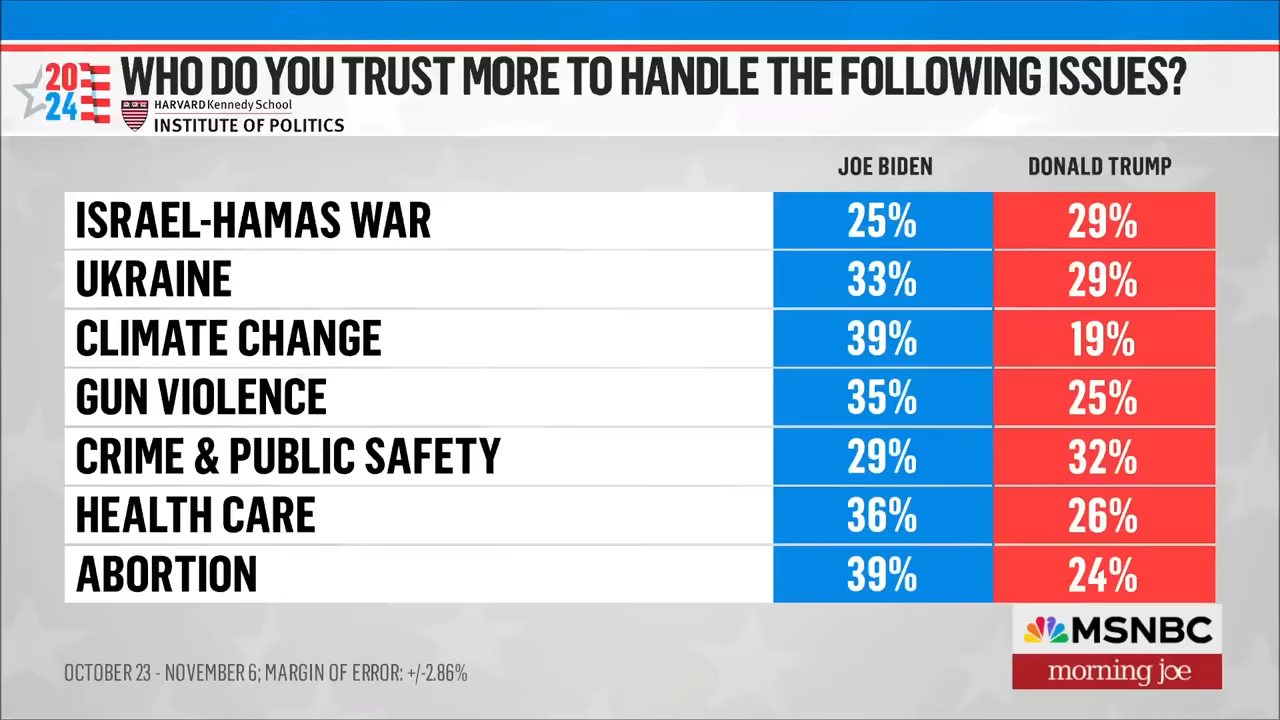 2024
WHO DO YOU TRUST MORE TO HANDLE THE FOLLOWING ISSUES?
HARVARD Kennedy School
INSTITUTE OF POLITICS
JOE BIDEN DONALD TRUMP
ISRAEL-HAMAS WAR 25% 29%
UKRAINE 33% 29%
CLIMATE CHANGE 39% 19%
GUN VIOLENCE 35% 25%
CRIME & PUBLIC SAFETY 29% 32%
HEALTH CARE 36% 26%
ABORTION 39% 24%
OCTOBER 23 - NOVEMBER 6; MARGIN OF ERROR: +/-2.86%
MSNBC
morning joe